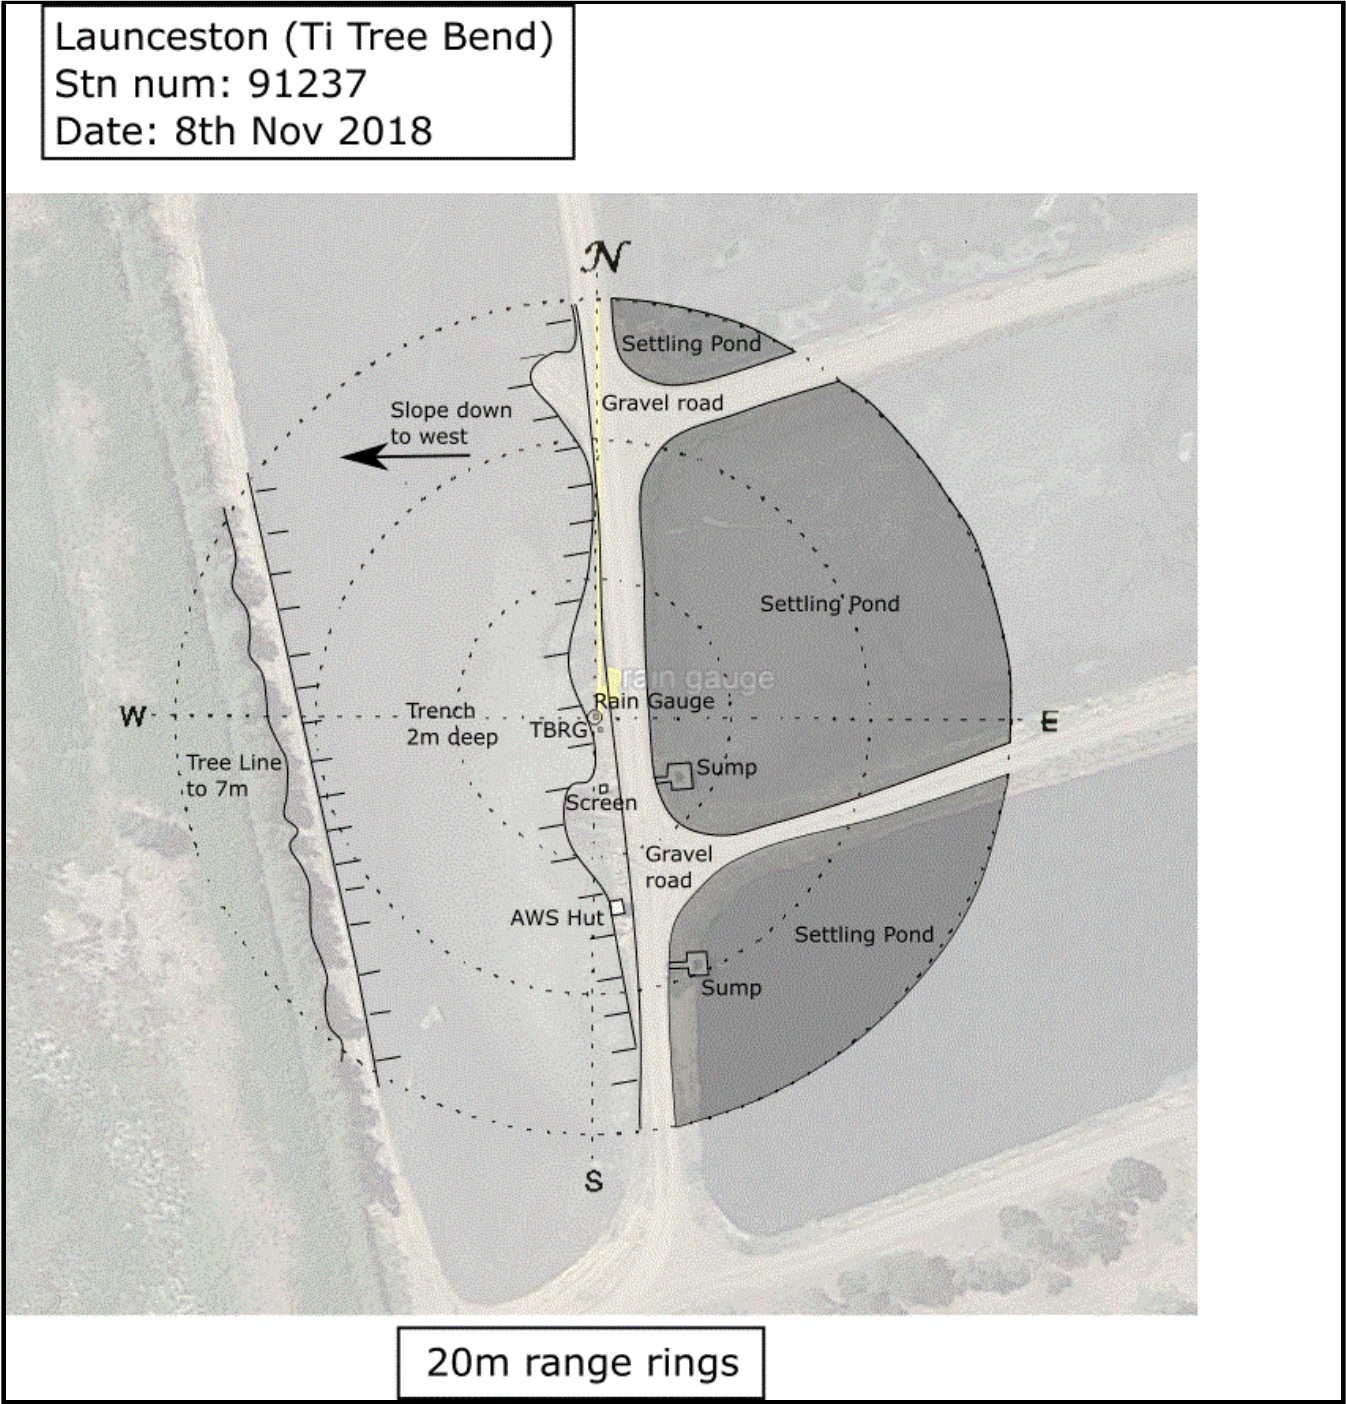 Launceston (Ti Tree Bend)
Stn num: 91237
Date: 8th Nov 2018
N
Settling Pond
Gravel road
Slope down
to west
Settling Pond
rain gauge
Rain Gauge
W
Trench
2m deep
TBRG
E
Tree Line
to 7m
Sump
Screen
Gravel
road
AWS Hut
Settling Pond
Sump
S
20m range rings